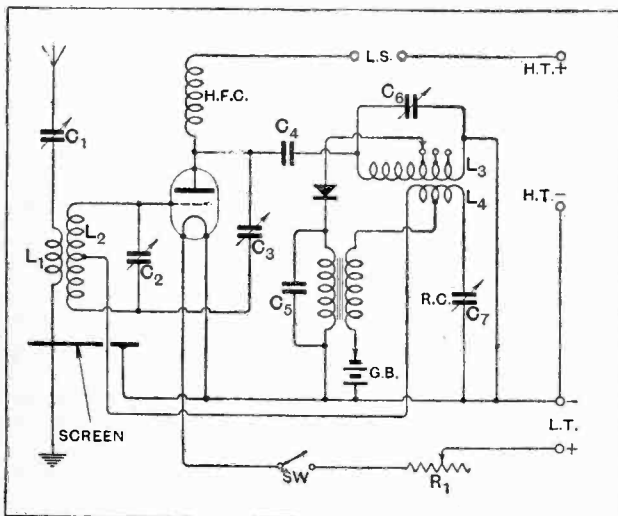 L.S.
H.T.+
H.F.C.
C6
C1
C4
L3
L4
H.T.-
L1
L2
C2
C3
C5
R.C.
C7
G.B.
SCREEN
-
L.T.
+
SW
R1